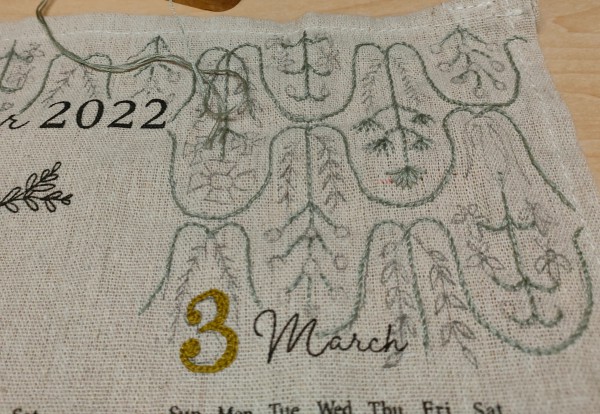 r 2022
3 March
Sun Mon Tue Wed Thu Fri Sat